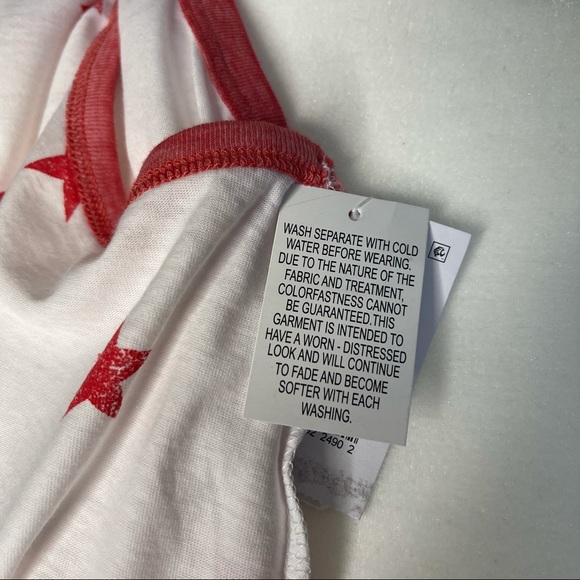 WASH SEPARATE WITH COLD
WATER BEFORE WEARING.
DUE TO THE NATURE OF THE
FABRIC AND TREATMENT,
COLORFASTNESS CANNOT
BE GUARANTEED.THIS
GARMENT IS INTENDED TO
HAVE A WORN - DISTRESSED
LOOK AND WILL CONTINUE
TO FADE AND BECOME
SOFTER WITH EACH
WASHING.
2490 2